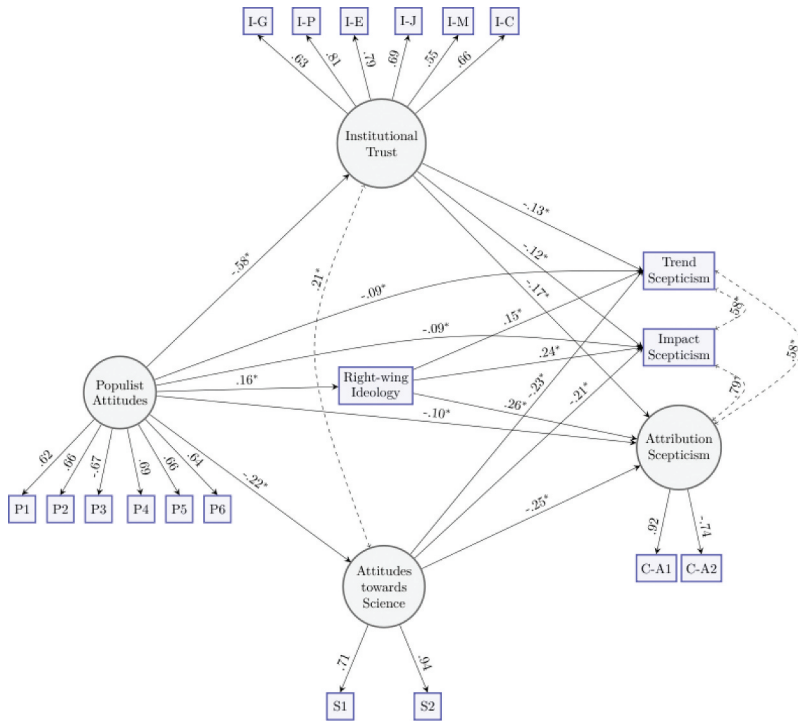 I-G
I-P
I-E
I-J
I-M
I-C
.63
.81
.79
.69
.55
.66
Institutional
Trust
-.13*
-.12*
-.17*
-.58*
.21*
Trend
Scepticism
.58*
.58*
-.09*
.15*
-.09*
Impact
Scepticism
.24*
Populist
Attitudes
.16*
Right-wing
Ideology
-.23*
-.21*
.79*
.26*
-.10*
Attribution
Scepticism
.62
.66
-.67
.69
.66
.64
-.22*
-.25*
P1
P2
P3
P4
P5
P6
.92
-.74
Attitudes
towards
Science
C-A1
C-A2
.71
.94
S1
S2